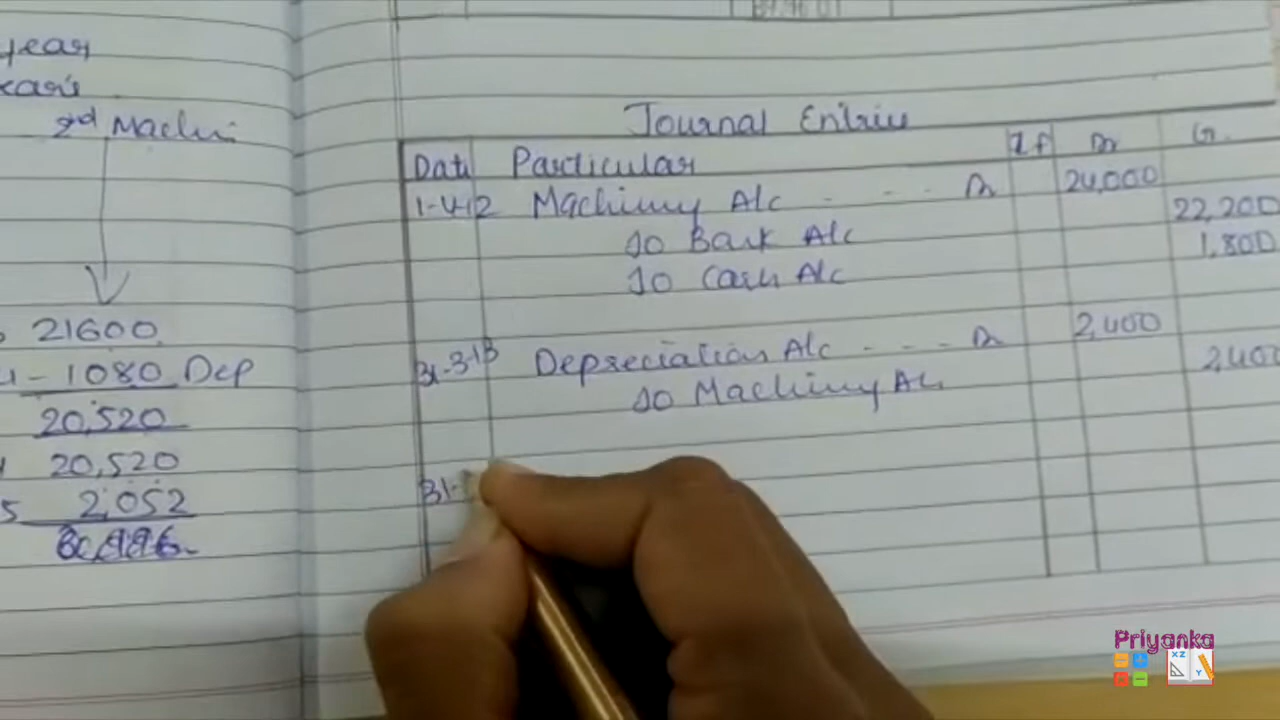 year
2nd Machi
21600
- 1080 Dep
20,520
20,520
2,052
Journal Entries
Date Particular Lf Dr Cr.
1-4-12 Machinery A/c - - - Dr 24,000
To Bank A/c 22,200
To Cash A/c 1,800
31-3-13 Depreciation A/c - - - Dr 2,400
To Machinery A/c 2,400
31-
Priyanka